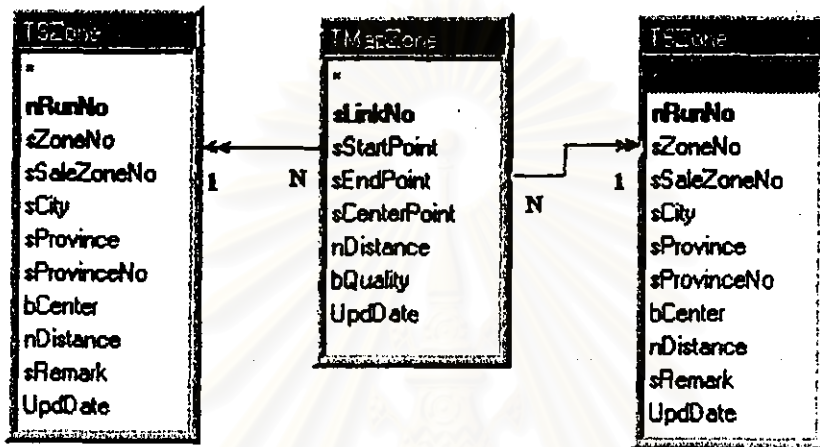 TSZone
*
nRunNo
sZoneNo
sSaleZoneNo
sCity
sProvince
sProvinceNo
bCenter
nDistance
sRemark
UpdDate
1
N
TMapZone
*
sLinkNo
sStartPoint
sEndPoint
sCenterPoint
nDistance
bQuality
UpdDate
N
1
TSZone
*
nRunNo
sZoneNo
sSaleZoneNo
sCity
sProvince
sProvinceNo
bCenter
nDistance
sRemark
UpdDate